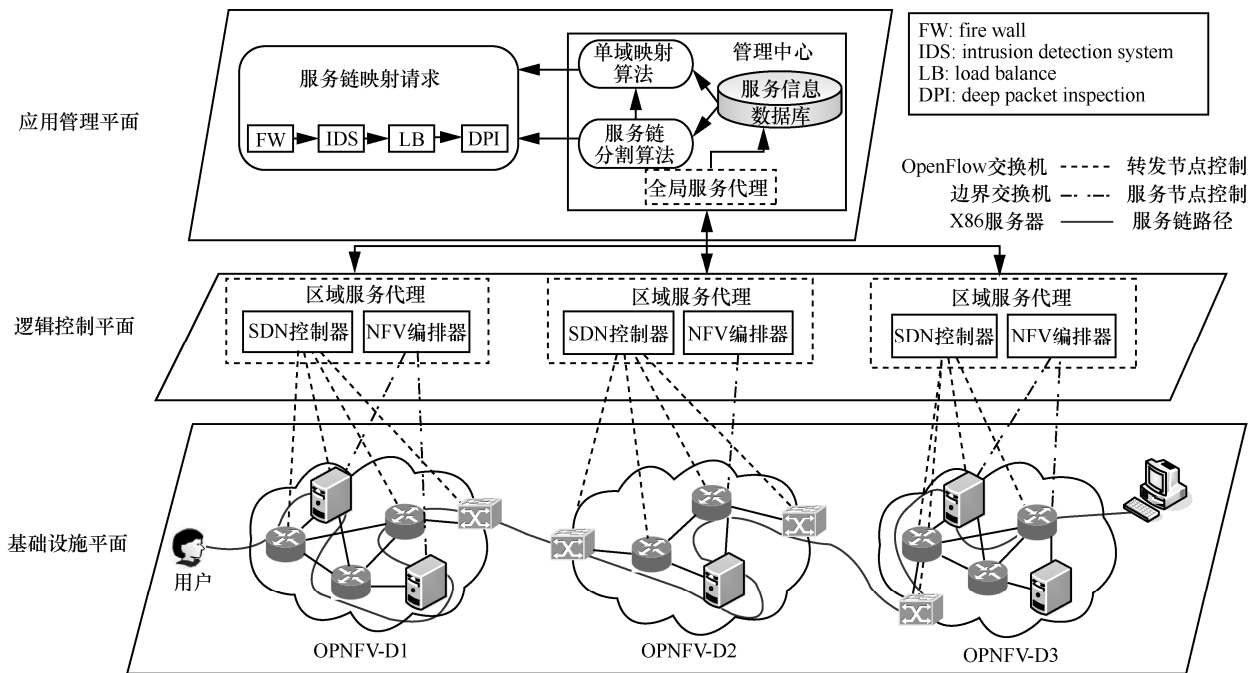 应用管理平面
服务链映射请求
FW
IDS
LB
DPI
单域映射
算法
服务链
分割算法
管理中心
服务信息
数据库
全局服务代理
FW: fire wall
IDS: intrusion detection system
LB: load balance
DPI: deep packet inspection
OpenFlow交换机
转发节点控制
边界交换机
服务节点控制
X86服务器
服务链路径
逻辑控制平面
区域服务代理
SDN控制器
NFV编排器
区域服务代理
SDN控制器
NFV编排器
区域服务代理
SDN控制器
NFV编排器
基础设施平面
用户
OPNFV-D1
OPNFV-D2
OPNFV-D3